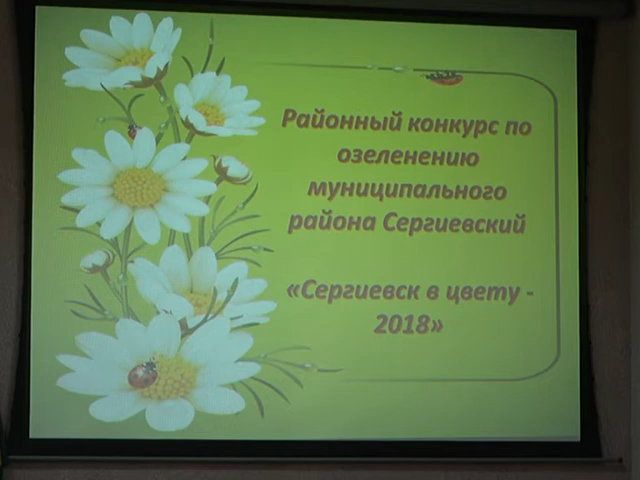 Районный конкурс по
озеленению
муниципального
района Сергиевский
«Сергиевск в цвету -
2018»